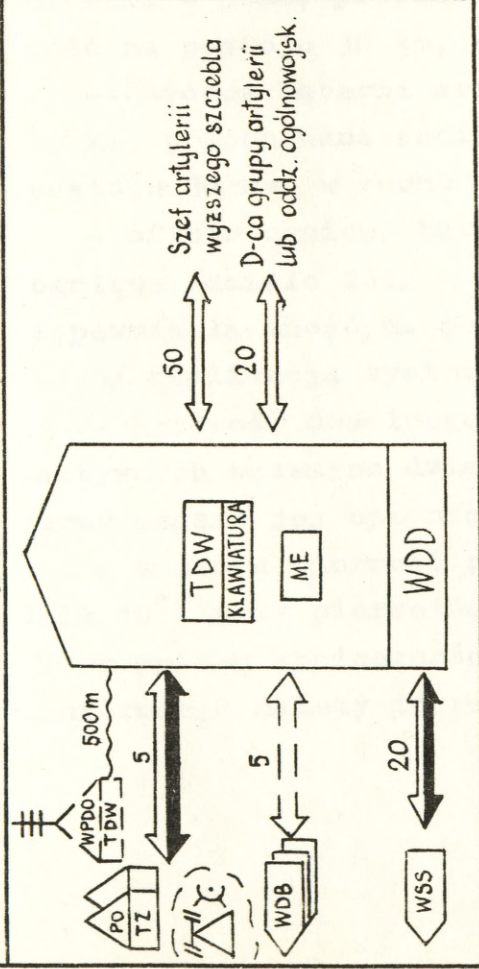 500 m
WPDO
TDW
PO
TZ
5
WDB
5
WSS
20
TDW
KLAWIATURA
ME
WDD
50
Szef artylerii
wyższego szczebla
20
D-ca grupy artylerii
lub oddz. ogólnowojsk.